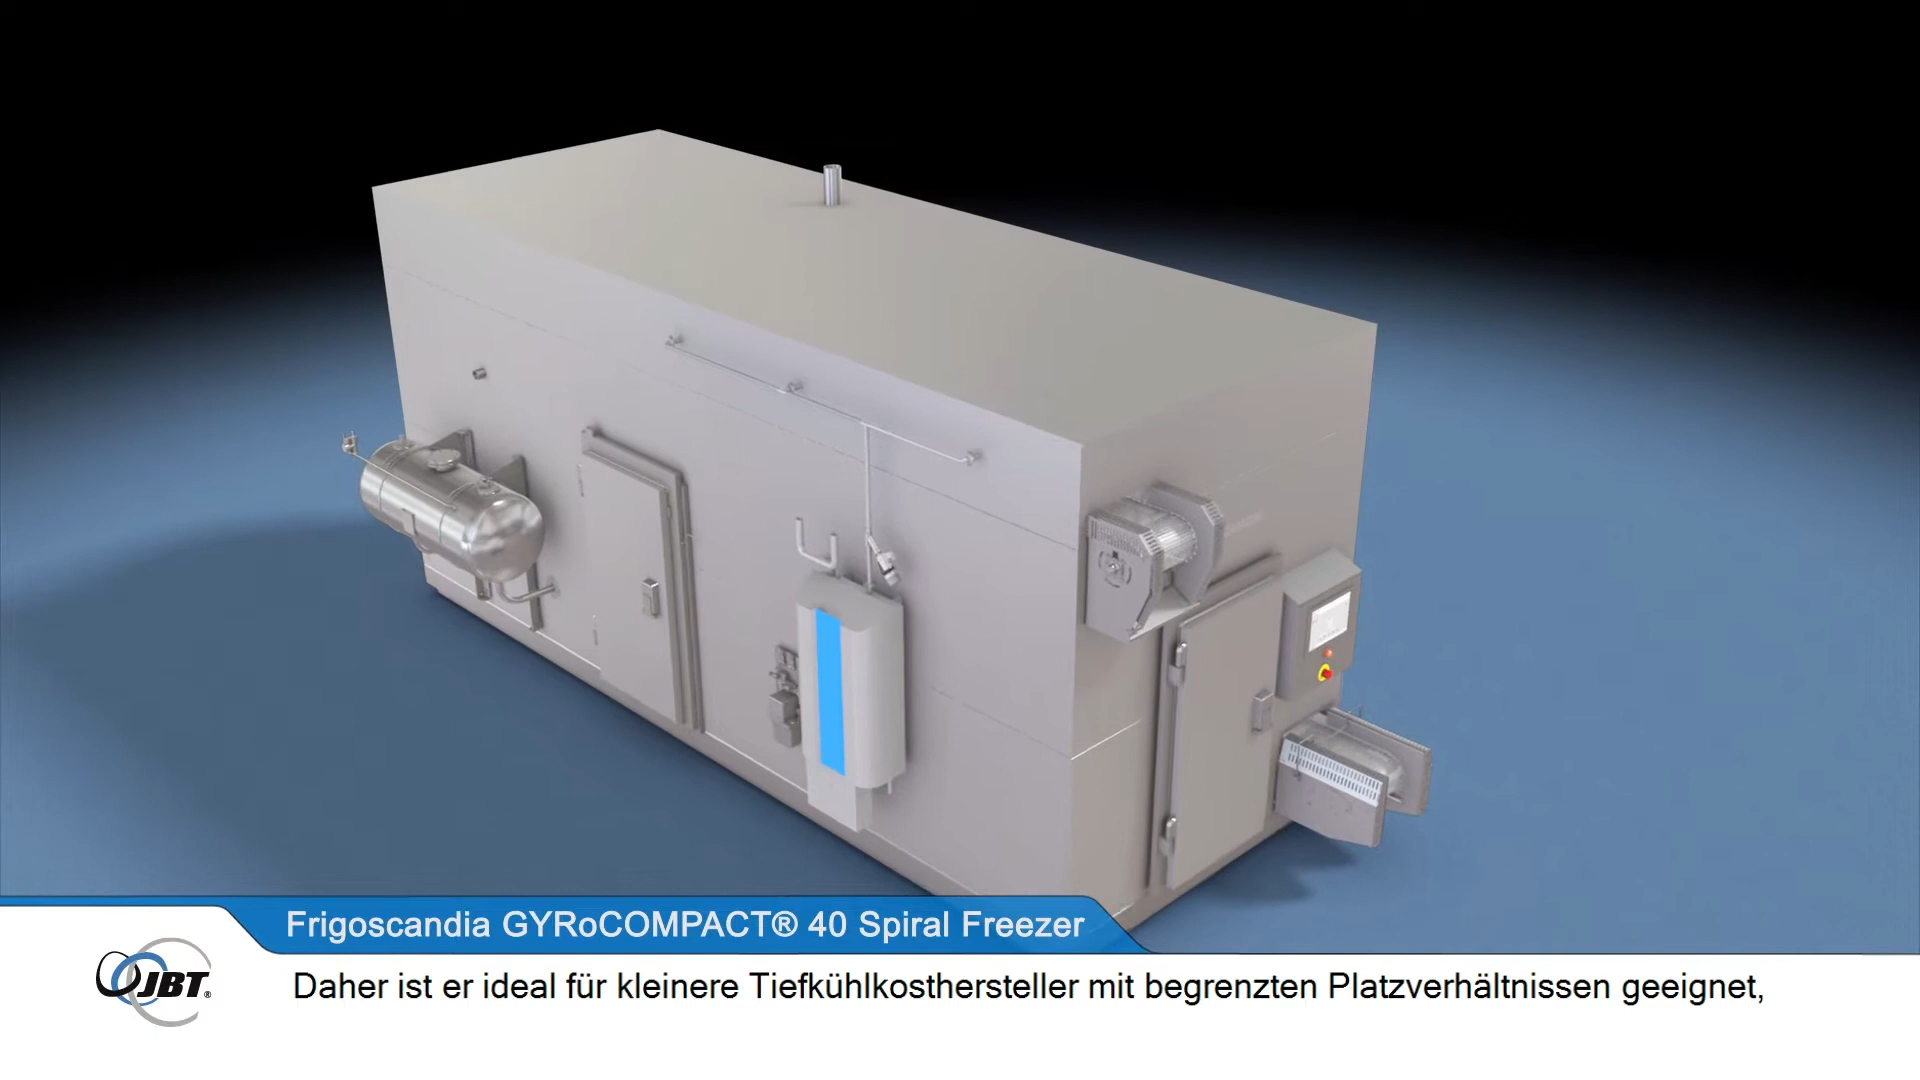 Frigoscandia GYRoCOMPACT® 40 Spiral Freezer
JBT®
Daher ist er ideal für kleinere Tiefkühlkosthersteller mit begrenzten Platzverhältnissen geeignet,